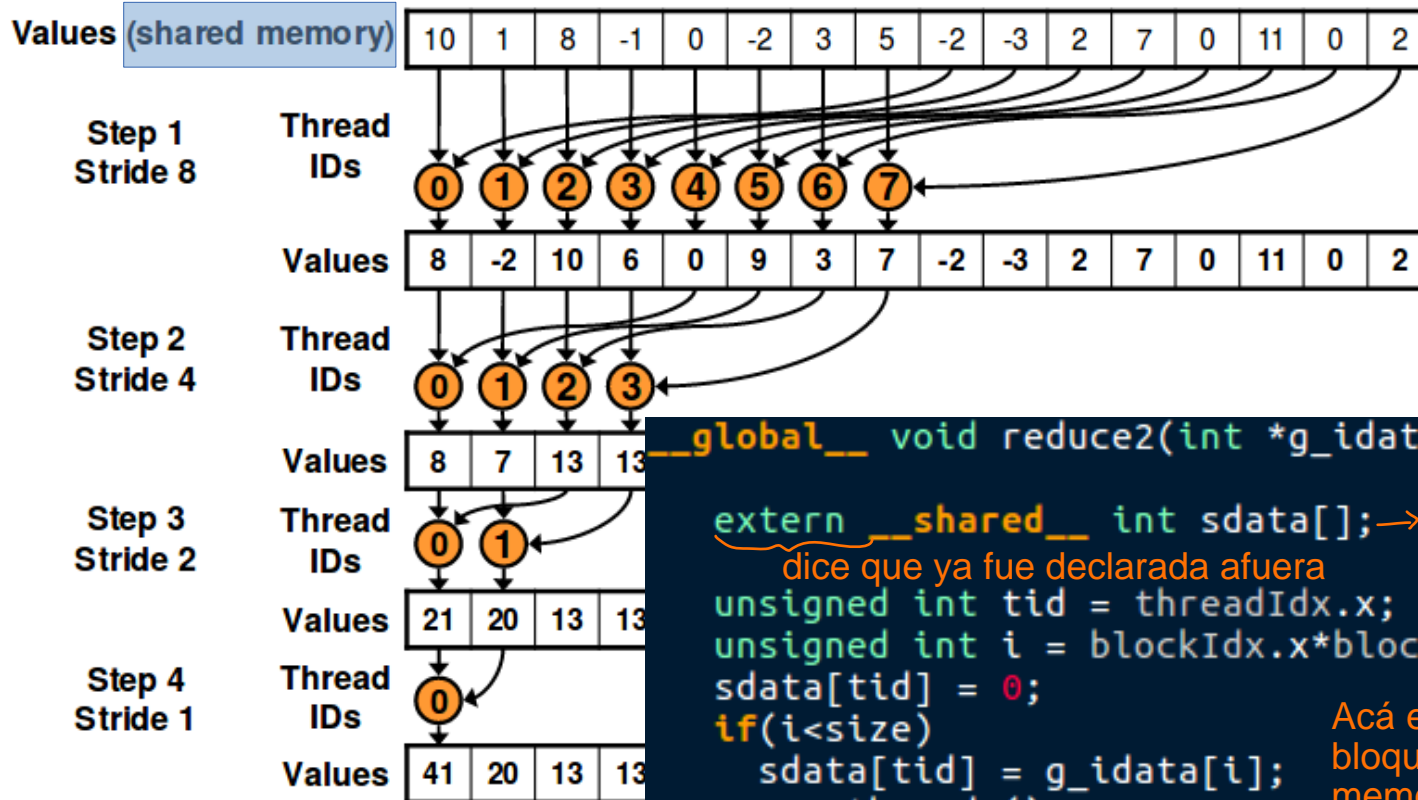 Values (shared memory) 10 1 8 -1 0 -2 3 5 -2 -3 2 7 0 11 0 2
Step 1
Stride 8
Thread
IDs
0 1 2 3 4 5 6 7
Values 8 -2 10 6 0 9 3 7 -2 -3 2 7 0 11 0 2
Step 2
Stride 4
Thread
IDs
0 1 2 3
Values 8 7 13 13
Step 3
Stride 2
Thread
IDs
0 1
Values 21 20 13 13
Step 4
Stride 1
Thread
IDs
0
Values 41 20 13 13
__global__ void reduce2(int *g_idat
extern __shared__ int sdata[];
dice que ya fue declarada afuera
unsigned int tid = threadIdx.x;
unsigned int i = blockIdx.x*bloc
sdata[tid] = 0;
if(i<size)
sdata[tid] = g_idata[i];
Acá e
bloqu